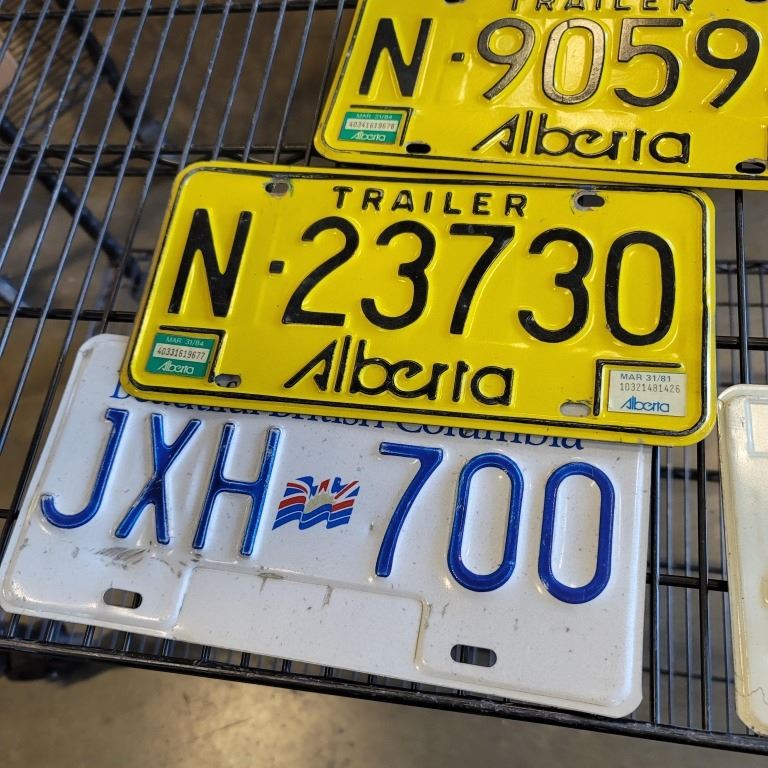 TRAILER
N-9059
MAR 31/84
Alberta
Alberta
TRAILER
N-23730
MAR 31/84
40331619677
Alberta
Alberta
MAR 31/81
10321481426
Alberta
Beautiful British Columbia
JXH 700